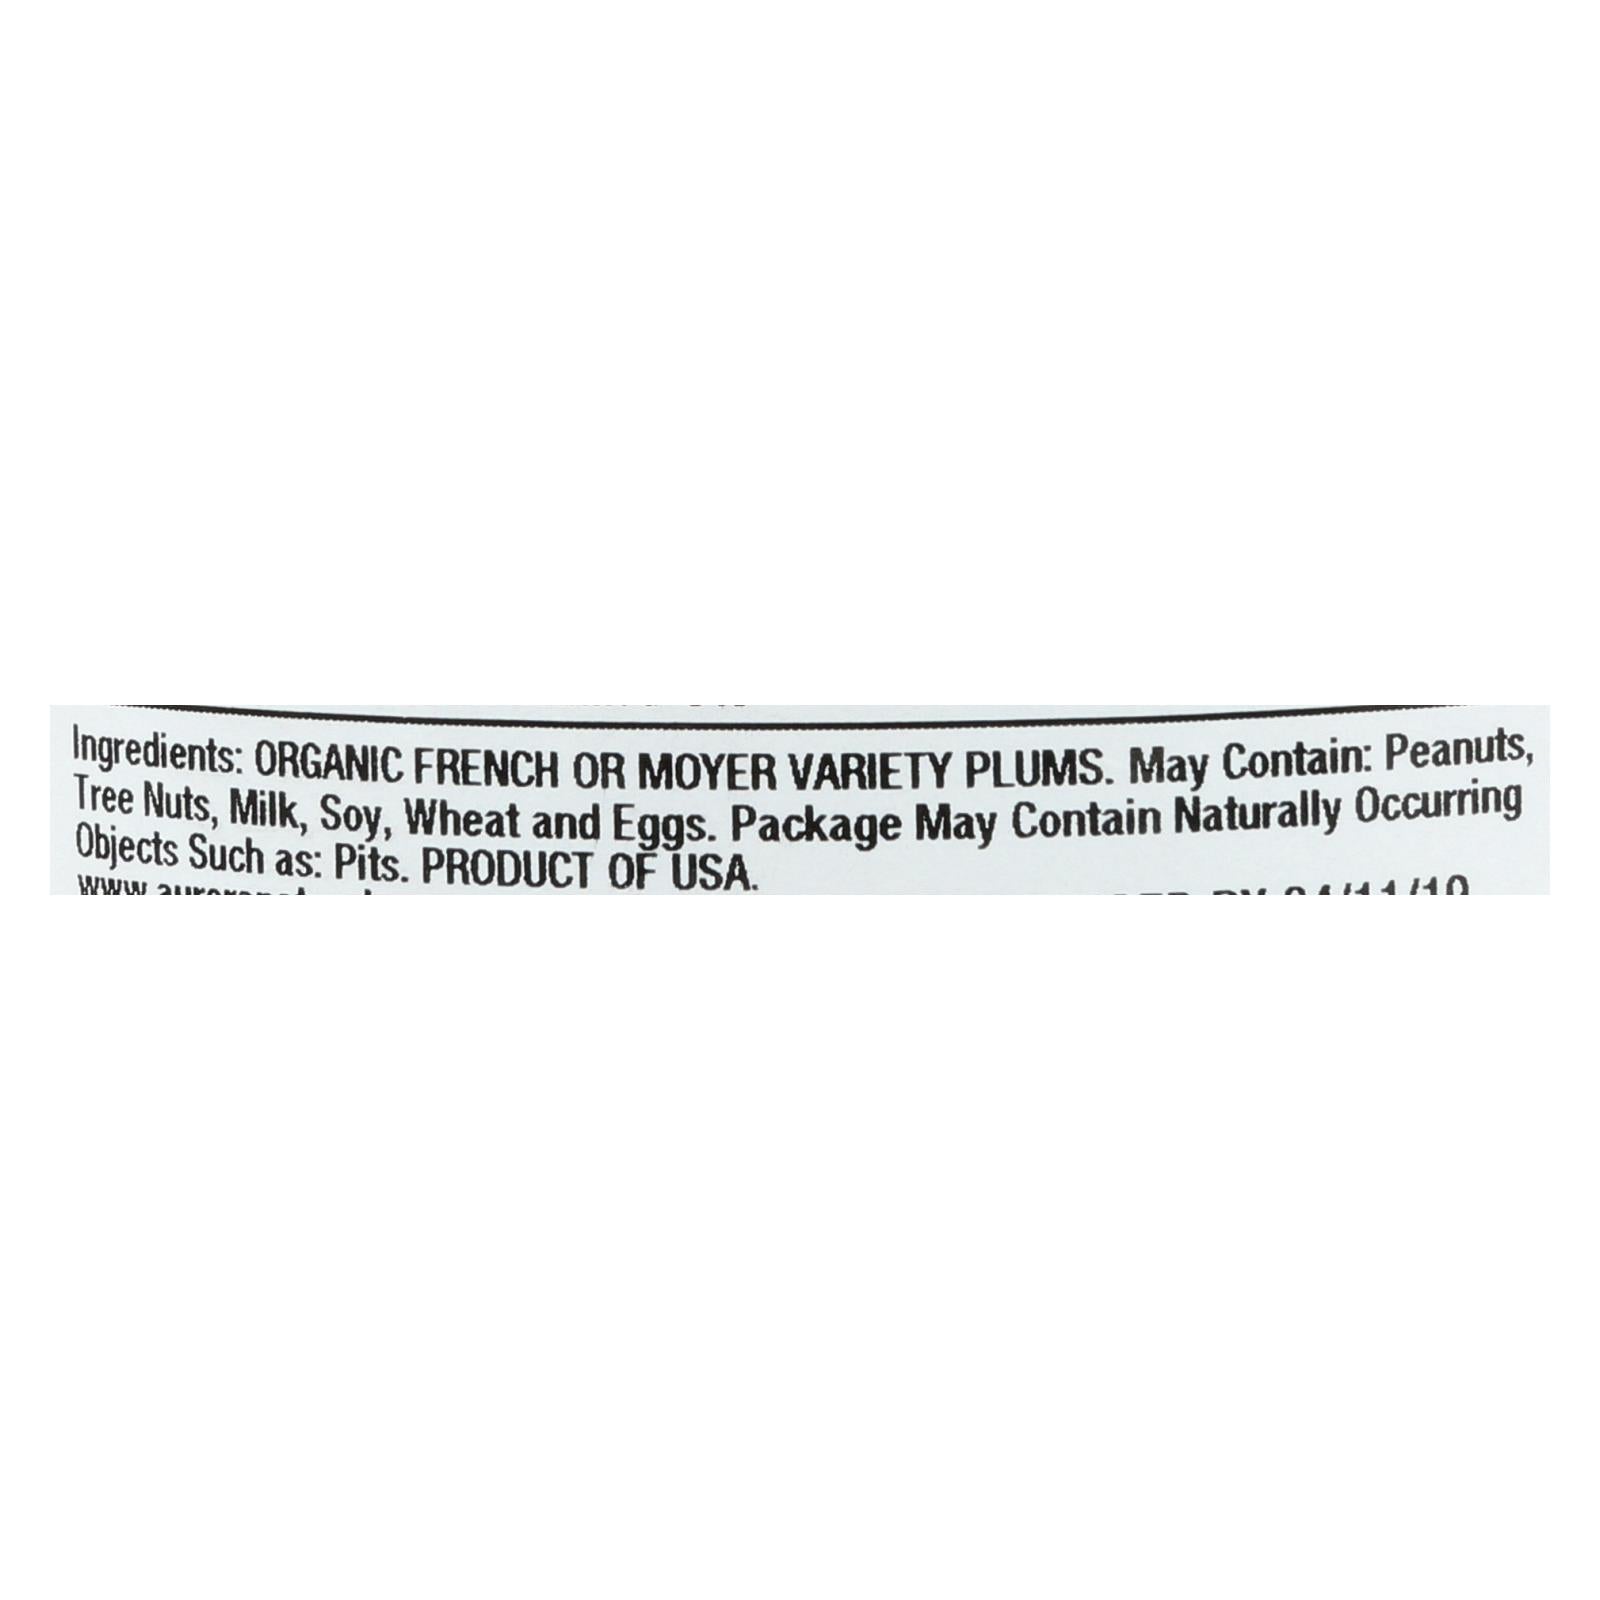 Ingredients: ORGANIC FRENCH OR MOYER VARIETY PLUMS. May Contain: Peanuts,
Tree Nuts, Milk, Soy, Wheat and Eggs. Package May Contain Naturally Occurring
Objects Such as: Pits. PRODUCT OF USA.